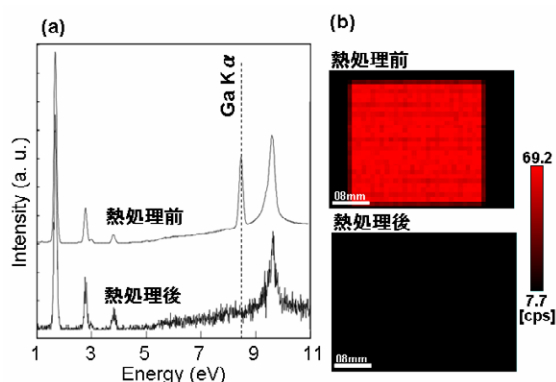 (a)
Ga K α
Intensity (a. u.)
熱処理前
熱処理後
1 3 5 7 9 11
Energy (eV)
(b)
熱処理前
08mm
熱処理後
08mm
69.2
7.7
[cps]